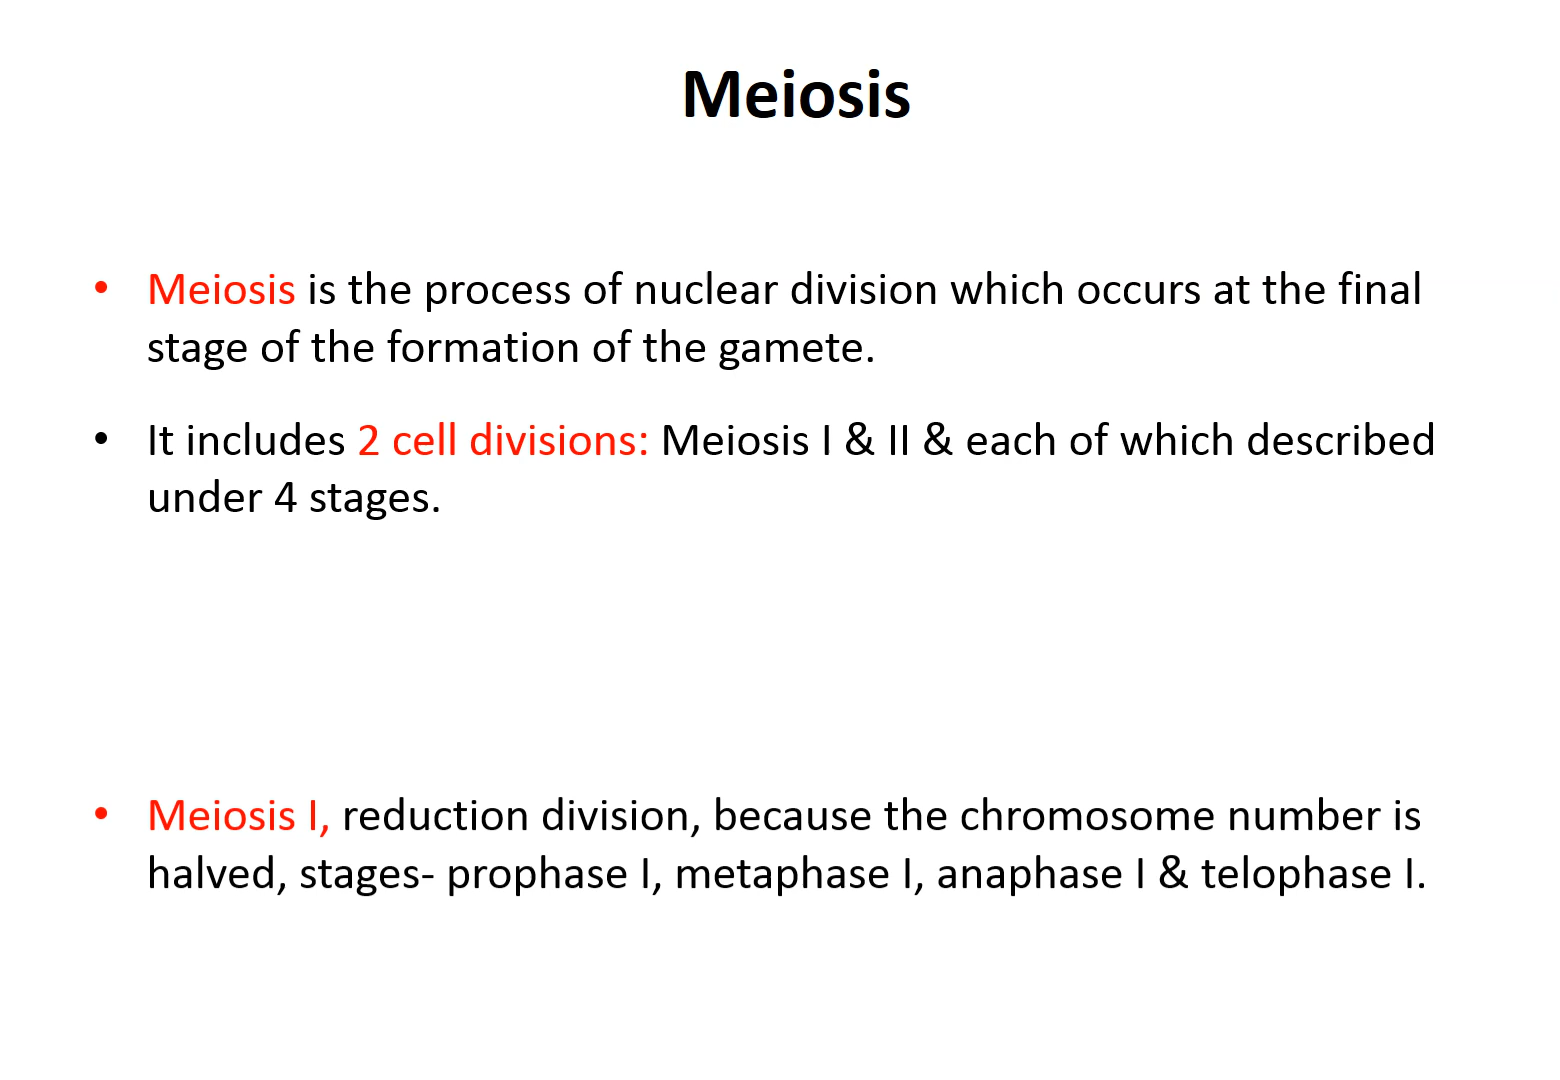 Meiosis
• Meiosis is the process of nuclear division which occurs at the final
stage of the formation of the gamete.
• It includes 2 cell divisions: Meiosis I & II & each of which described
under 4 stages.
• Meiosis I, reduction division, because the chromosome number is
halved, stages- prophase I, metaphase I, anaphase I & telophase I.